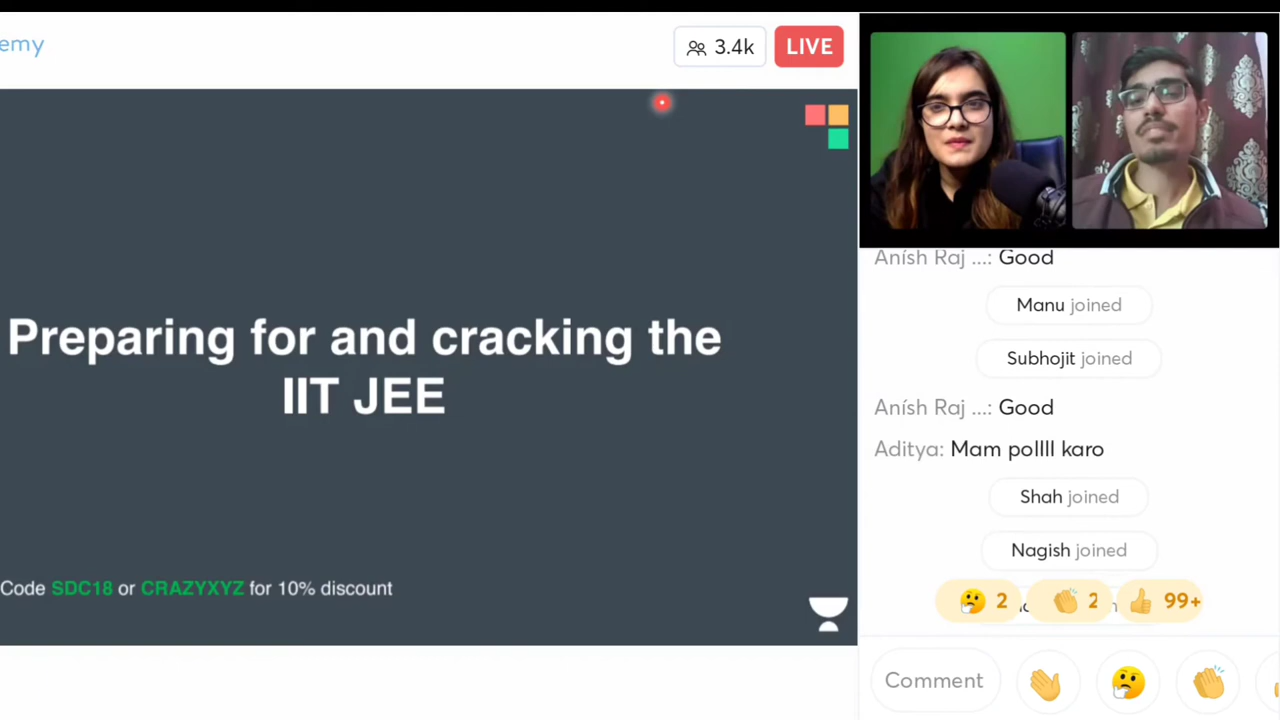 emy
3.4k
LIVE
Preparing for and cracking the
IIT JEE
Code SDC18 or CRAZYXYZ for 10% discount
Anísh Raj ...: Good
Manu joined
Subhojit joined
Anísh Raj ...: Good
Aditya: Mam pollll karo
Shah joined
Nagish joined
2
2
99+
Comment